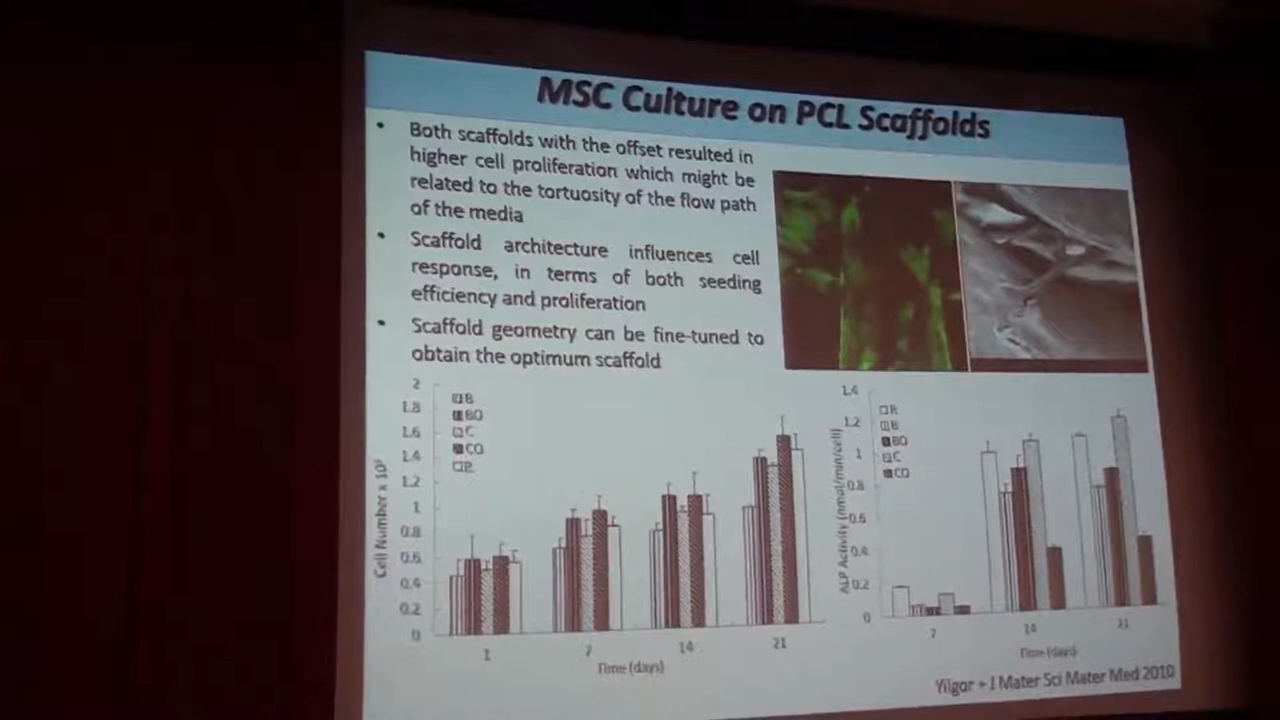 MSC Culture on PCL Scaffolds
• Both scaffolds with the offset resulted in
higher cell proliferation which might be
related to the tortuosity of the flow path
of the media
• Scaffold architecture influences cell
response, in terms of both seeding
efficiency and proliferation
• Scaffold geometry can be fine-tuned to
obtain the optimum scaffold
2
1.8
1.6
1.4
1.2
1
0.8
0.6
0.4
0.2
0
Cell Number x 10⁵
B
BO
C
CO
R
1 7 14 21
Time (days)
1.4
1.2
1
0.8
0.6
0.4
0.2
0
ALP Activity (nmol/min/cell)
R
B
BO
C
CO
7 14 21
Time (days)
Yilgor + J Mater Sci Mater Med 2010